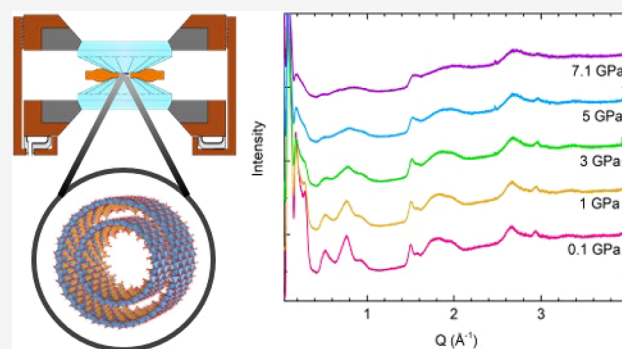 Intensity
7.1 GPa
5 GPa
3 GPa
1 GPa
0.1 GPa
1
2
3
Q (Å⁻¹)